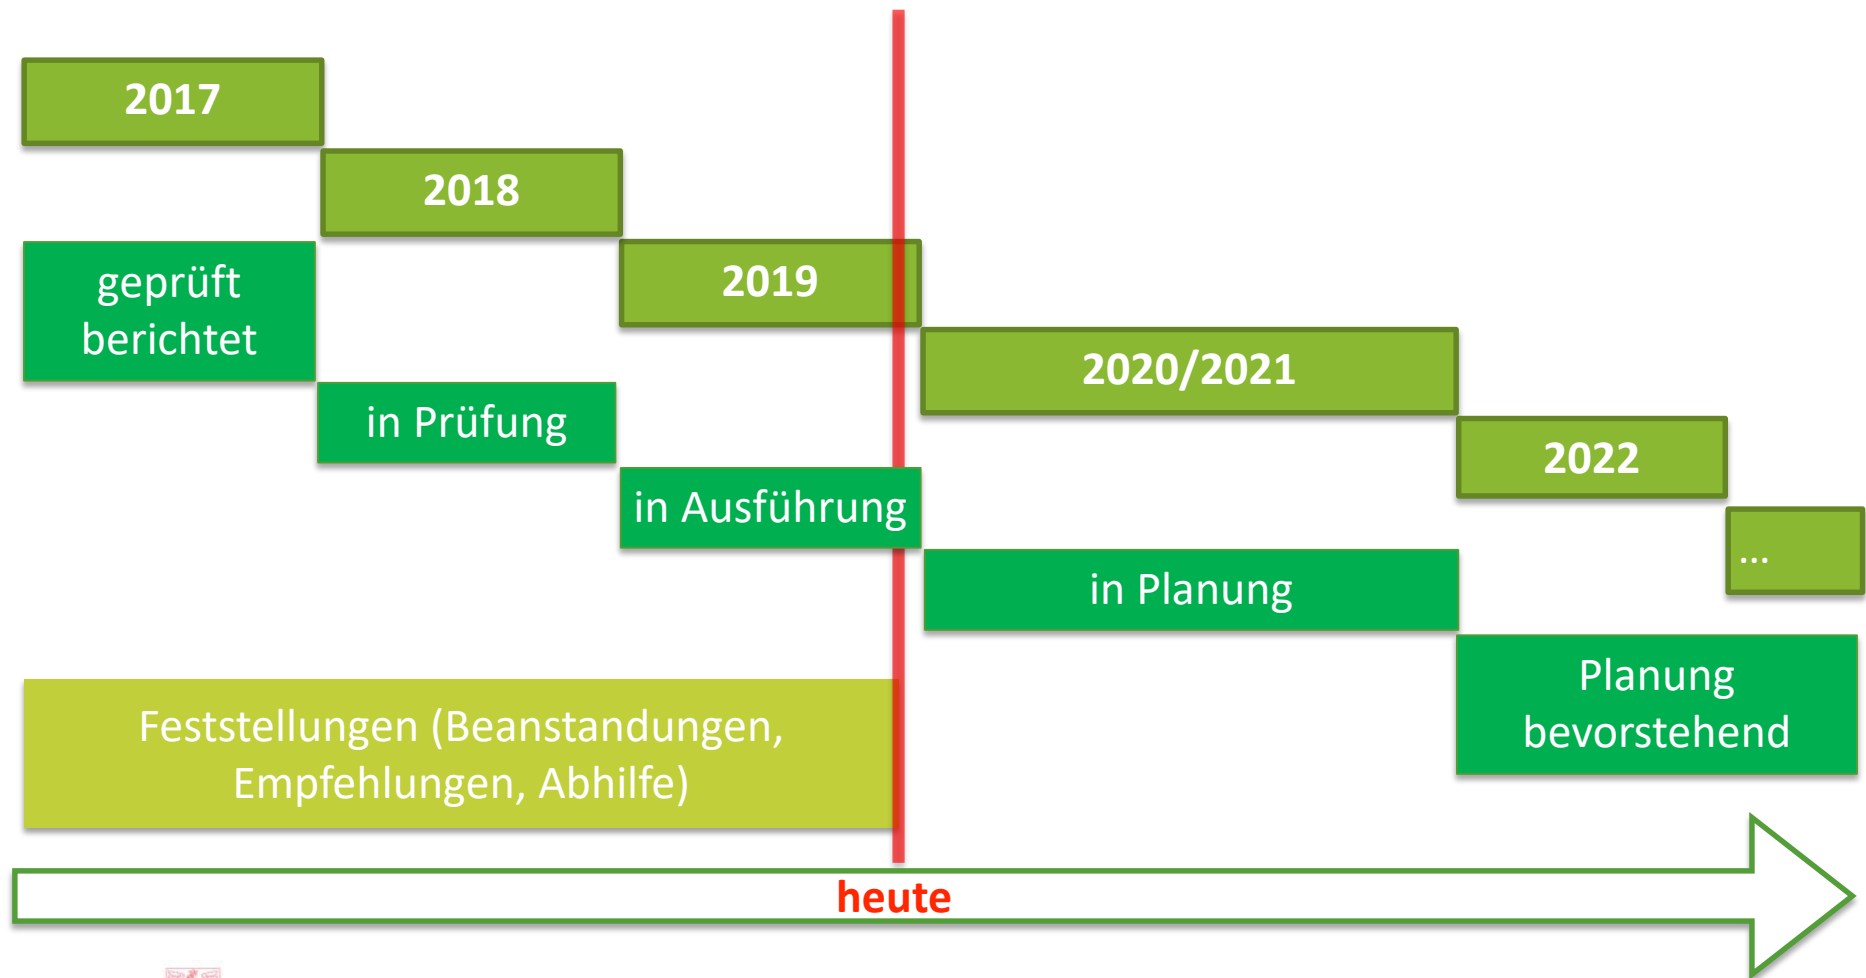 2017
2018
2019
2020/2021
2022
...
geprüft
berichtet
in Prüfung
in Ausführung
in Planung
Planung
bevorstehend
Feststellungen (Beanstandungen,
Empfehlungen, Abhilfe)
heute